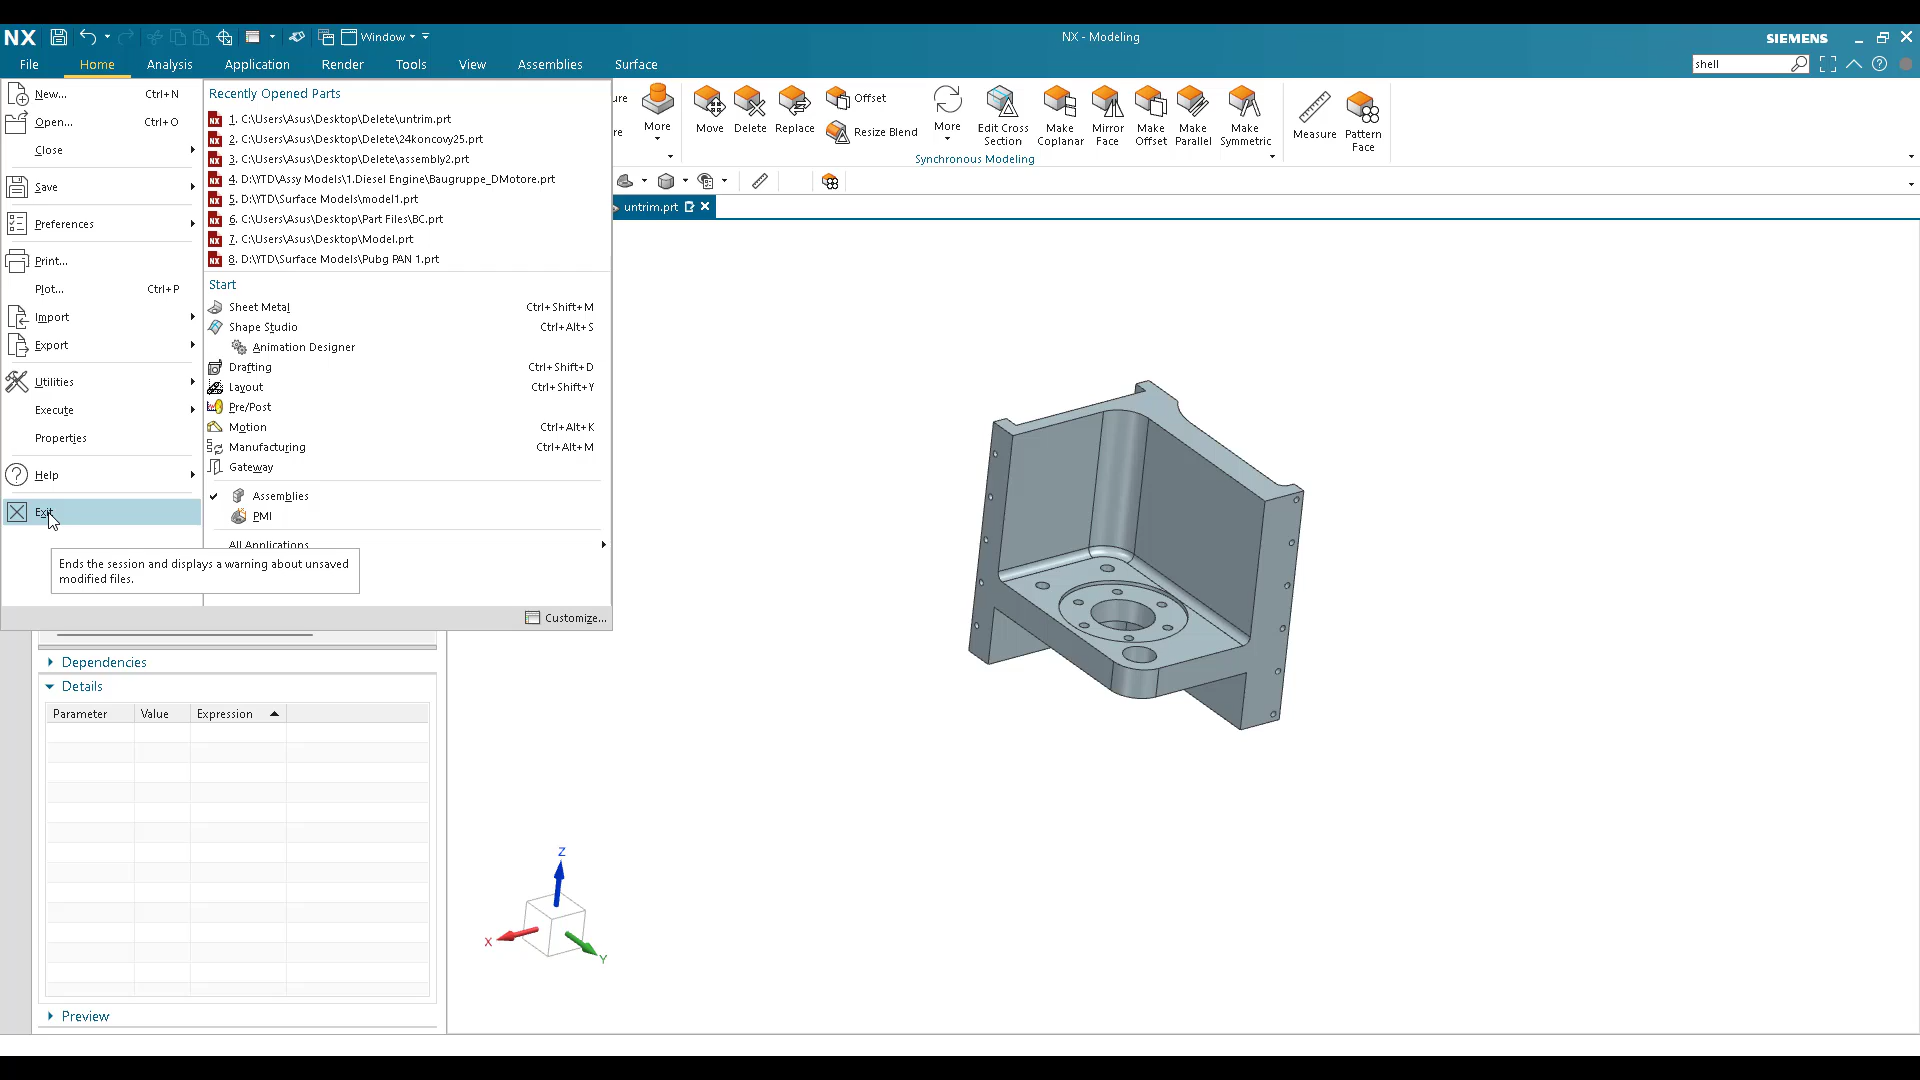 NX
Window
NX - Modeling
SIEMENS
File
Home
Analysis
Application
Render
Tools
View
Assemblies
Surface
shell
New... Ctrl+N
Open... Ctrl+O
Close
Save
Preferences
Print...
Plot... Ctrl+P
Import
Export
Utilities
Execute
Properties
Help
Exit
Ends the session and displays a warning about unsaved
modified files.
Recently Opened Parts
1. C:\Users\Asus\Desktop\Delete\untrim.prt
2. C:\Users\Asus\Desktop\Delete\24koncovy25.prt
3. C:\Users\Asus\Desktop\Delete\assembly2.prt
4. D:\YTD\Assy Models\1.Diesel Engine\Baugruppe_DMotore.prt
5. D:\YTD\Surface Models\model1.prt
6. C:\Users\Asus\Desktop\Part Files\BC.prt
7. C:\Users\Asus\Desktop\Model.prt
8. D:\YTD\Surface Models\Pubg PAN 1.prt
Start
Sheet Metal Ctrl+Shift+M
Shape Studio Ctrl+Alt+S
Animation Designer
Drafting Ctrl+Shift+D
Layout Ctrl+Shift+Y
Pre/Post
Motion Ctrl+Alt+K
Manufacturing Ctrl+Alt+M
Gateway
Assemblies
PMI
All Applications
Customize...
ure
re
More
Move
Delete
Replace
Offset
Resize Blend
More
Edit Cross
Section
Make
Coplanar
Mirror
Face
Make
Offset
Make
Parallel
Make
Symmetric
Synchronous Modeling
Measure
Pattern
Face
untrim.prt
Dependencies
Details
Parameter Value Expression
Preview
Z
X
Y